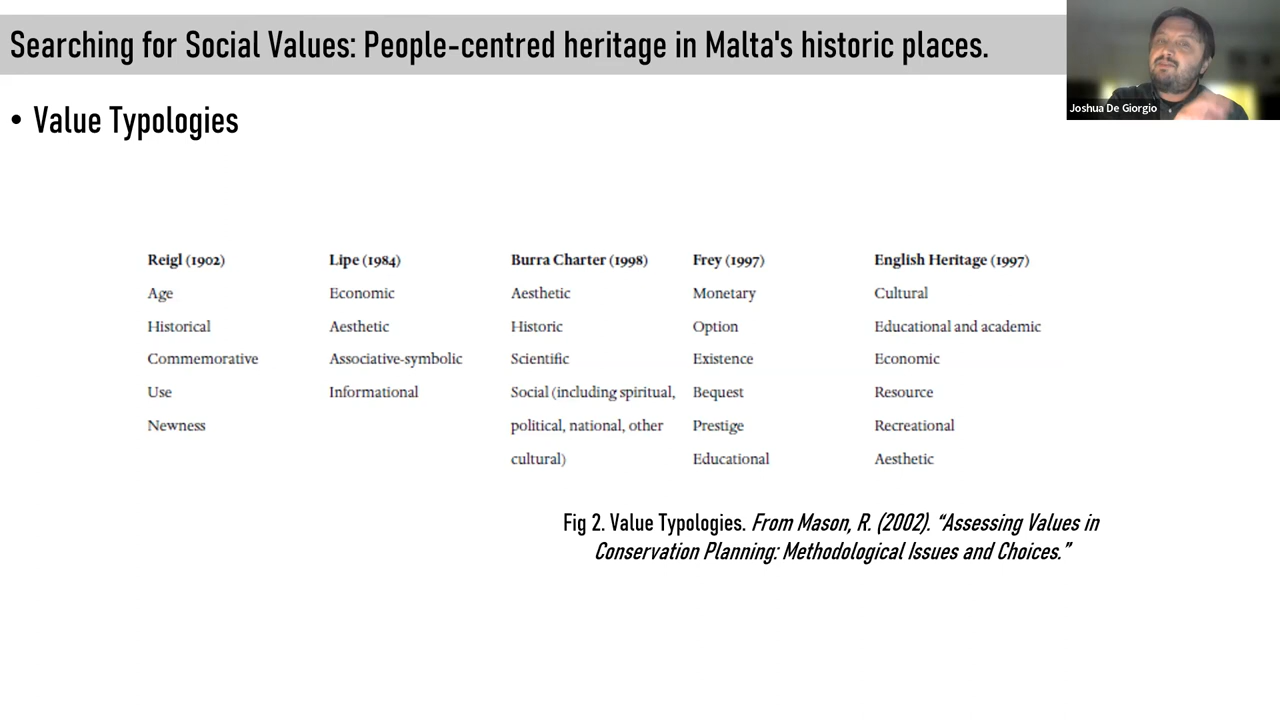 Searching for Social Values: People-centred heritage in Malta's historic places.
Joshua De Giorgio
• Value Typologies
Reigl (1902) Lipe (1984) Burra Charter (1998) Frey (1997) English Heritage (1997)
Age Economic Aesthetic Monetary Cultural
Historical Aesthetic Historic Option Educational and academic
Commemorative Associative-symbolic Scientific Existence Economic
Use Informational Social (including spiritual, Bequest Resource
Newness political, national, other Prestige Recreational
cultural) Educational Aesthetic
Fig 2. Value Typologies. From Mason, R. (2002). “Assessing Values in
Conservation Planning: Methodological Issues and Choices.”